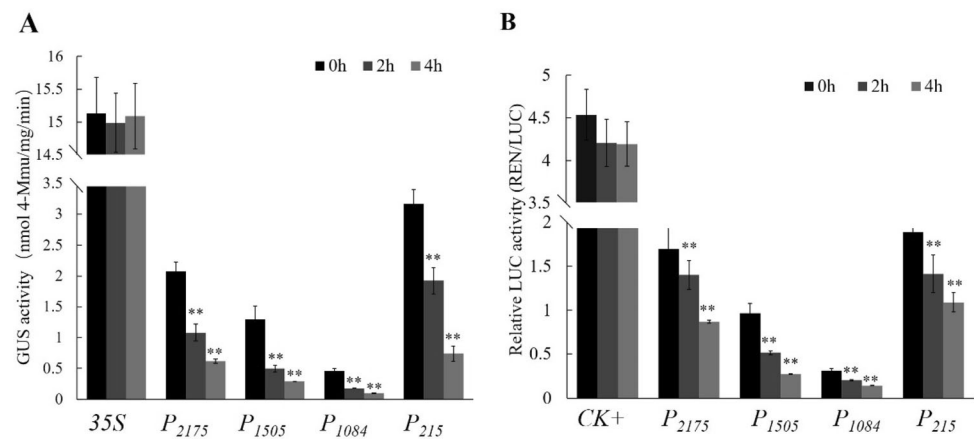 A
GUS activity (nmol 4-Mmu/mg/min)
16
15.5
15
14.5
3.5
3
2.5
2
1.5
1
0.5
0
0h 2h 4h
** ** ** ** ** ** ** **
35S P2175 P1505 P1084 P215
B
Relative LUC activity (REN/LUC)
5
4.5
4
3.5
2
1.5
1
0.5
0
0h 2h 4h
** ** ** ** ** ** ** **
CK+ P2175 P1505 P1084 P215